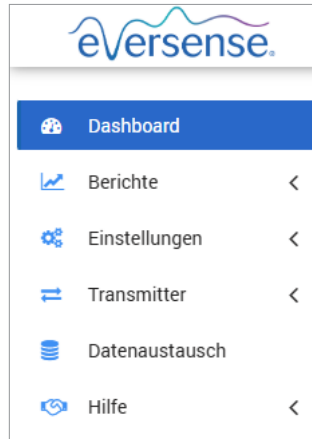 eversense.
Dashboard
Berichte
Einstellungen
Transmitter
Datenaustausch
Hilfe